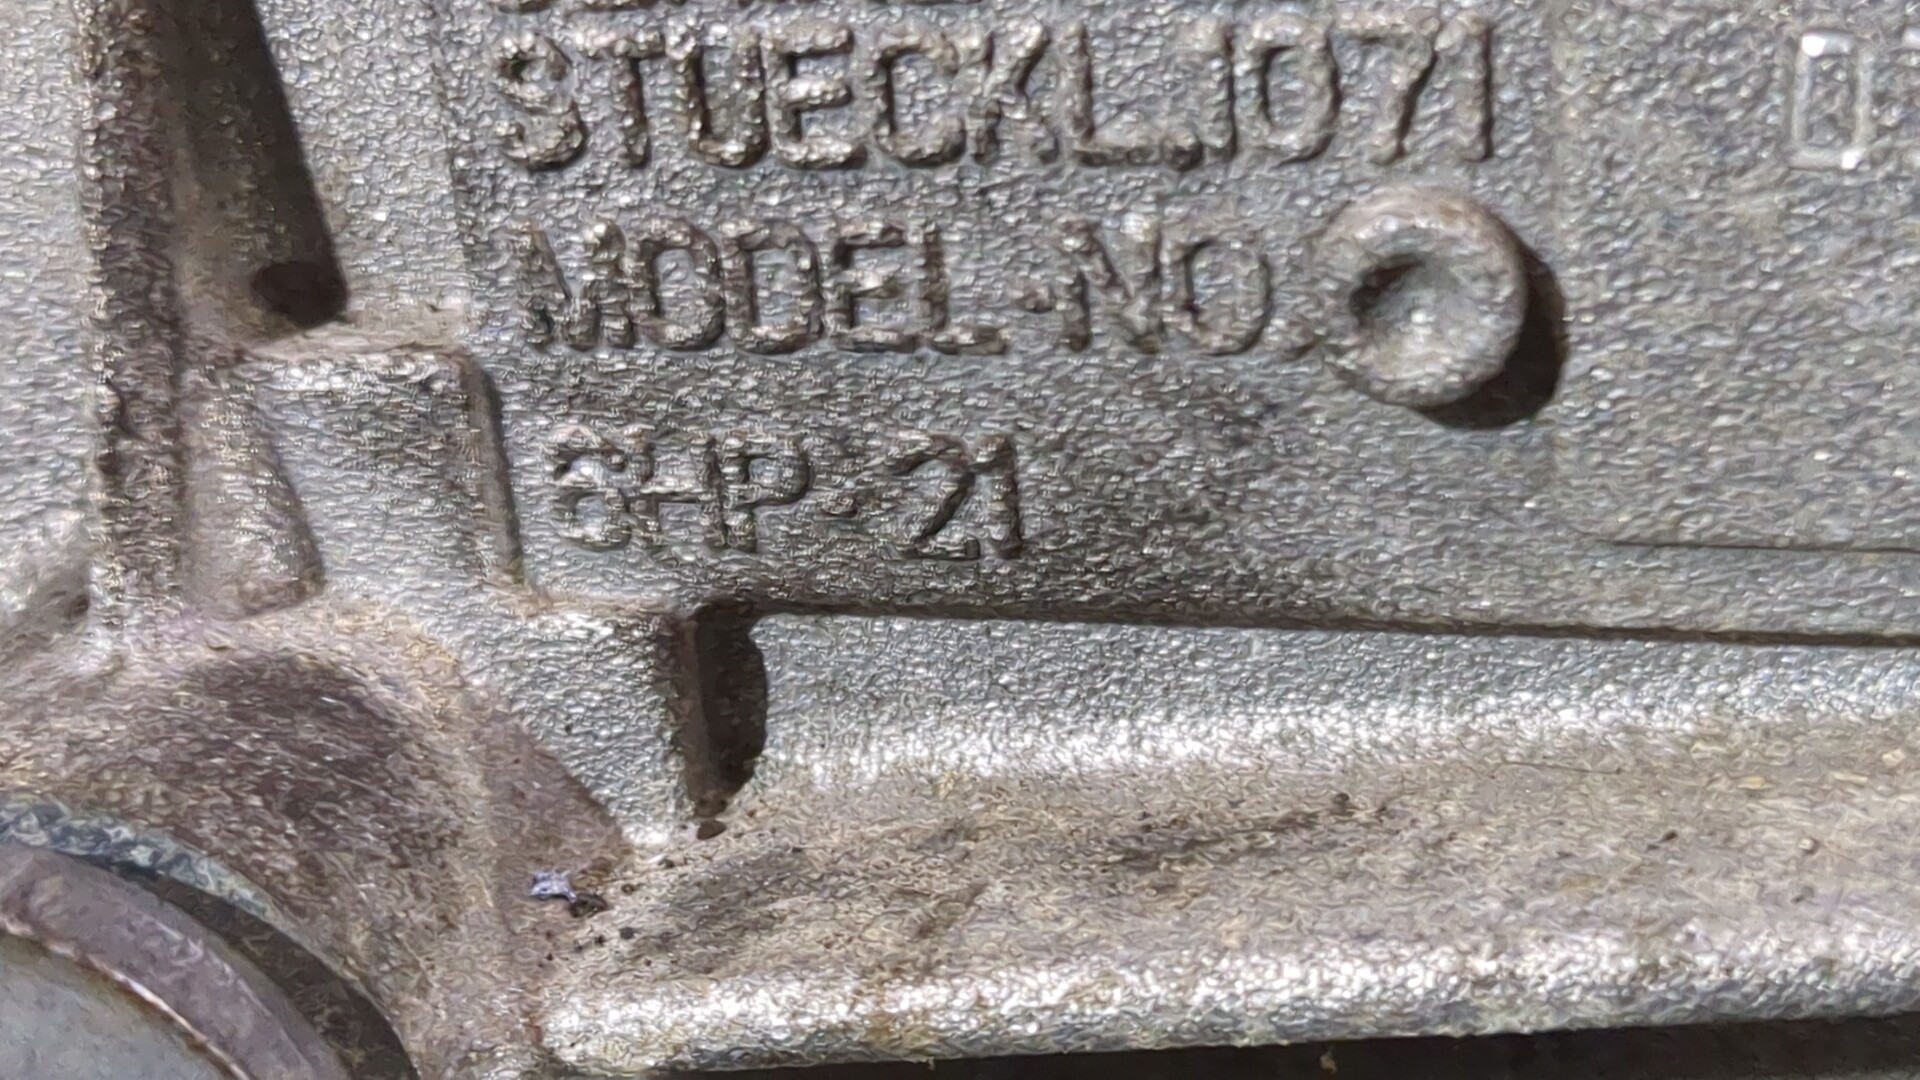 STUECKL.1071
MODEL-NO.
6HP-21